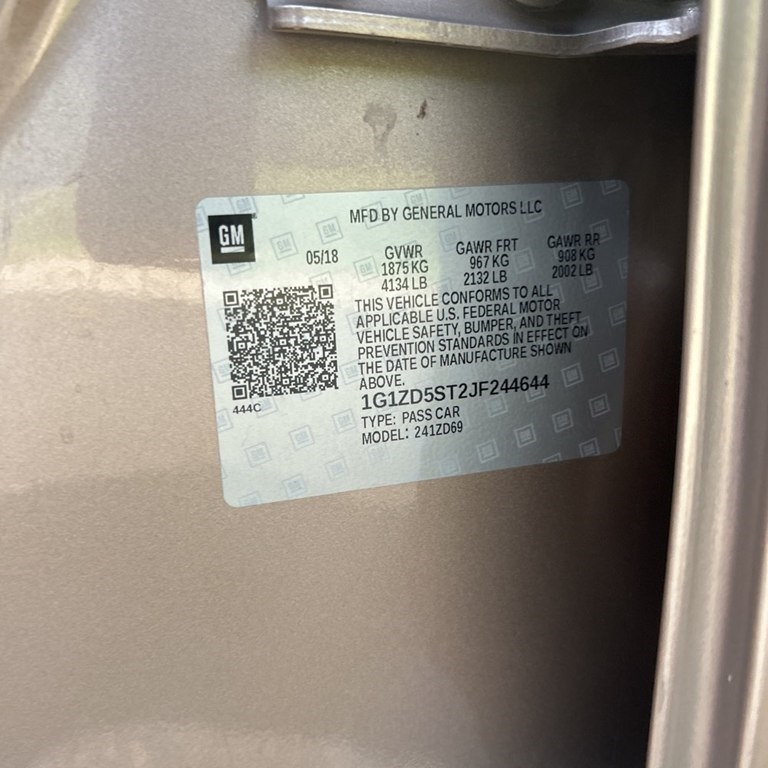 MFD BY GENERAL MOTORS LLC
GM
05/18
GVWR
1875 KG
4134 LB
GAWR FRT
967 KG
2132 LB
GAWR RR
908 KG
2002 LB
THIS VEHICLE CONFORMS TO ALL
APPLICABLE U.S. FEDERAL MOTOR
VEHICLE SAFETY, BUMPER, AND THEFT
PREVENTION STANDARDS IN EFFECT ON
THE DATE OF MANUFACTURE SHOWN
ABOVE.
1G1ZD5ST2JF244644
TYPE: PASS CAR
MODEL: 241ZD69
444C